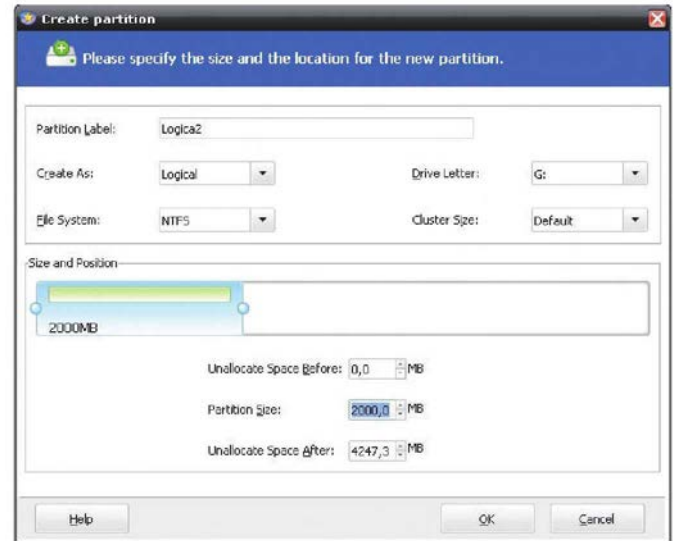 Create partition
Please specify the size and the location for the new partition.
Partition Label: Logica2
Create As: Logical Drive Letter: G:
File System: NTFS Cluster Size: Default
Size and Position
2000MB
Unallocate Space Before: 0,0 MB
Partition Size: 2000,0 MB
Unallocate Space After: 4247,3 MB
Help OK Cancel